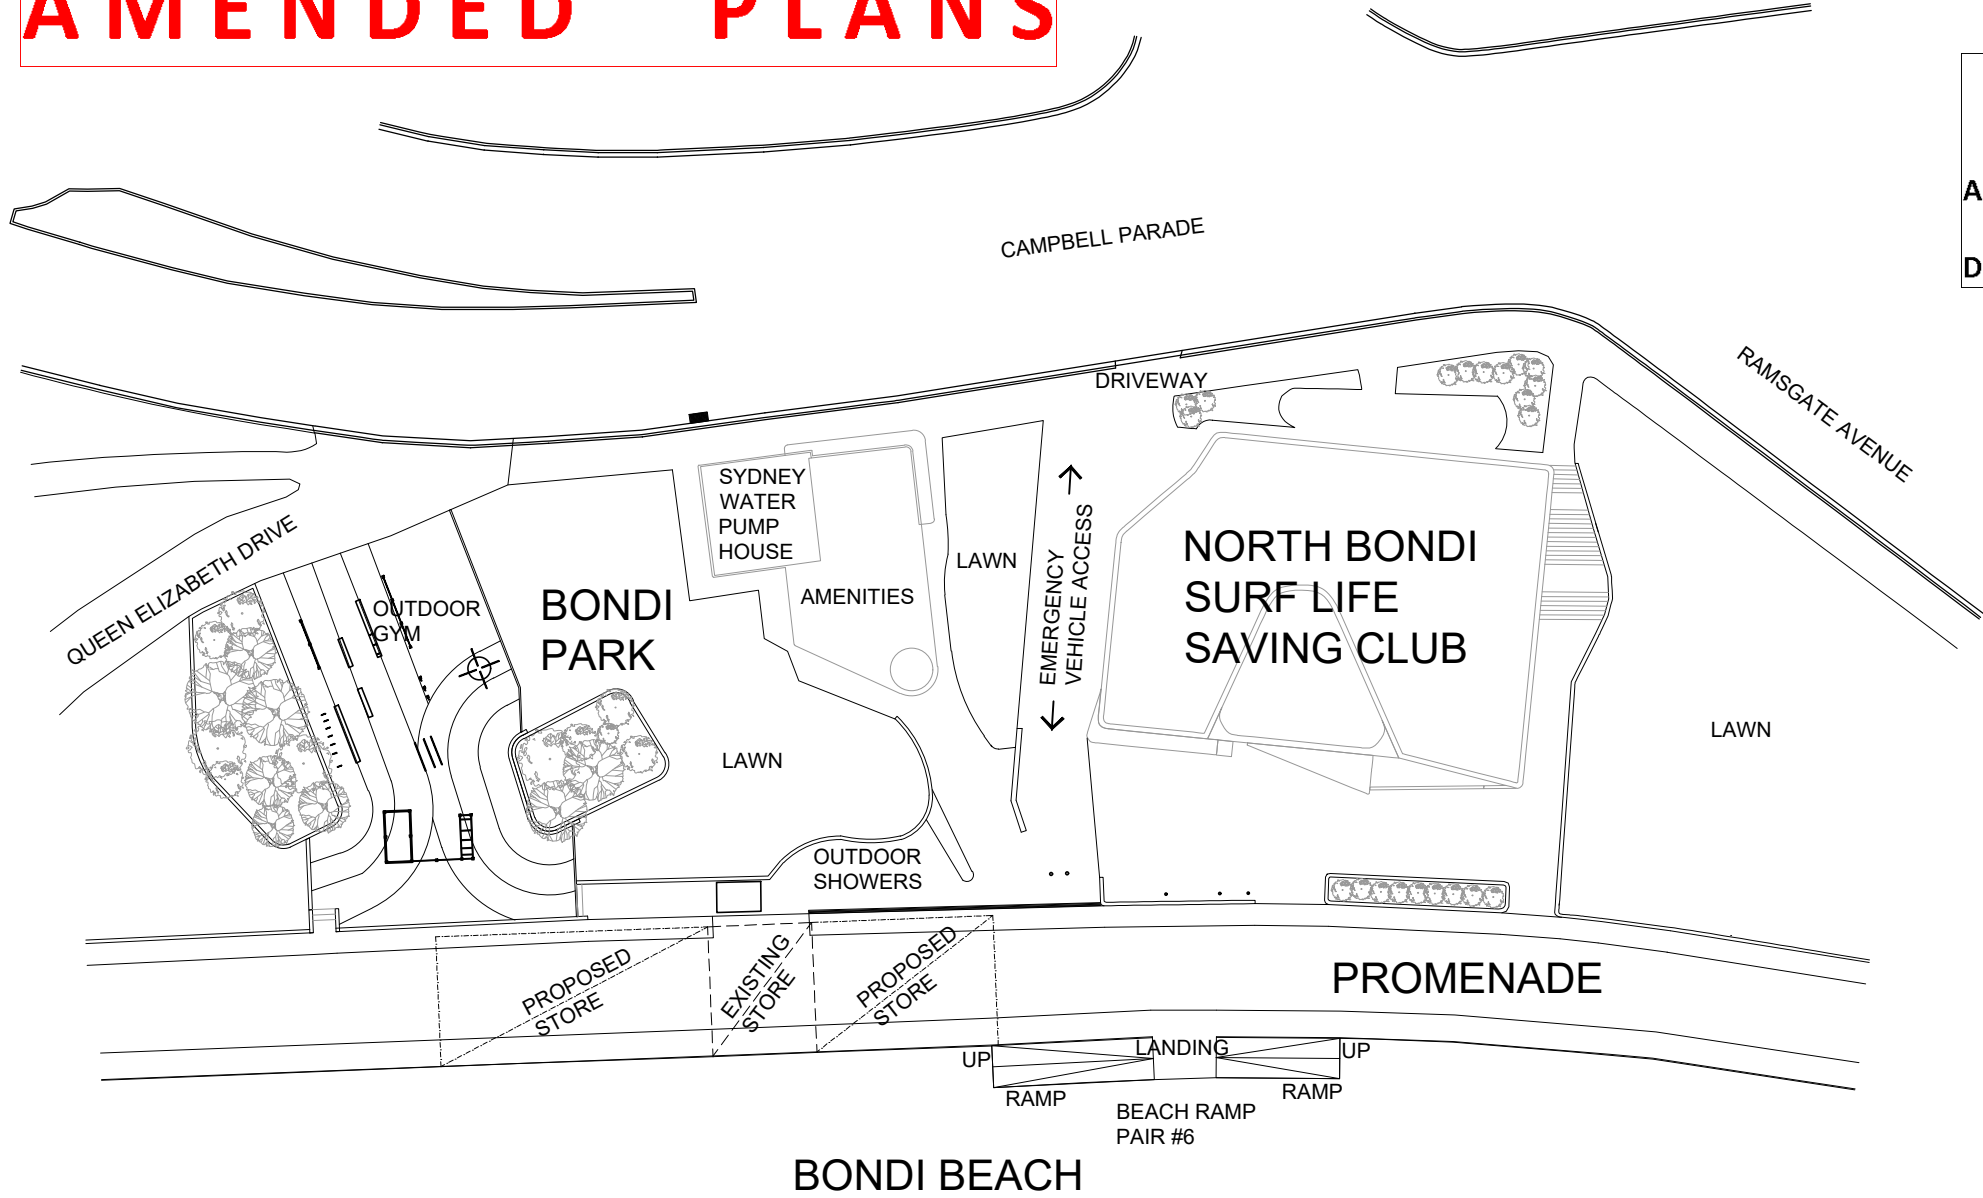 AMENDED PLANS
A
D
CAMPBELL PARADE
RAMSGATE AVENUE
DRIVEWAY
QUEEN ELIZABETH DRIVE
OUTDOOR
GYM
BONDI
PARK
SYDNEY
WATER
PUMP
HOUSE
AMENITIES
LAWN
EMERGENCY
VEHICLE ACCESS
NORTH BONDI
SURF LIFE
SAVING CLUB
LAWN
LAWN
OUTDOOR
SHOWERS
PROPOSED
STORE
EXISTING
STORE
PROPOSED
STORE
PROMENADE
UP
LANDING
UP
RAMP
RAMP
BEACH RAMP
PAIR #6
BONDI BEACH